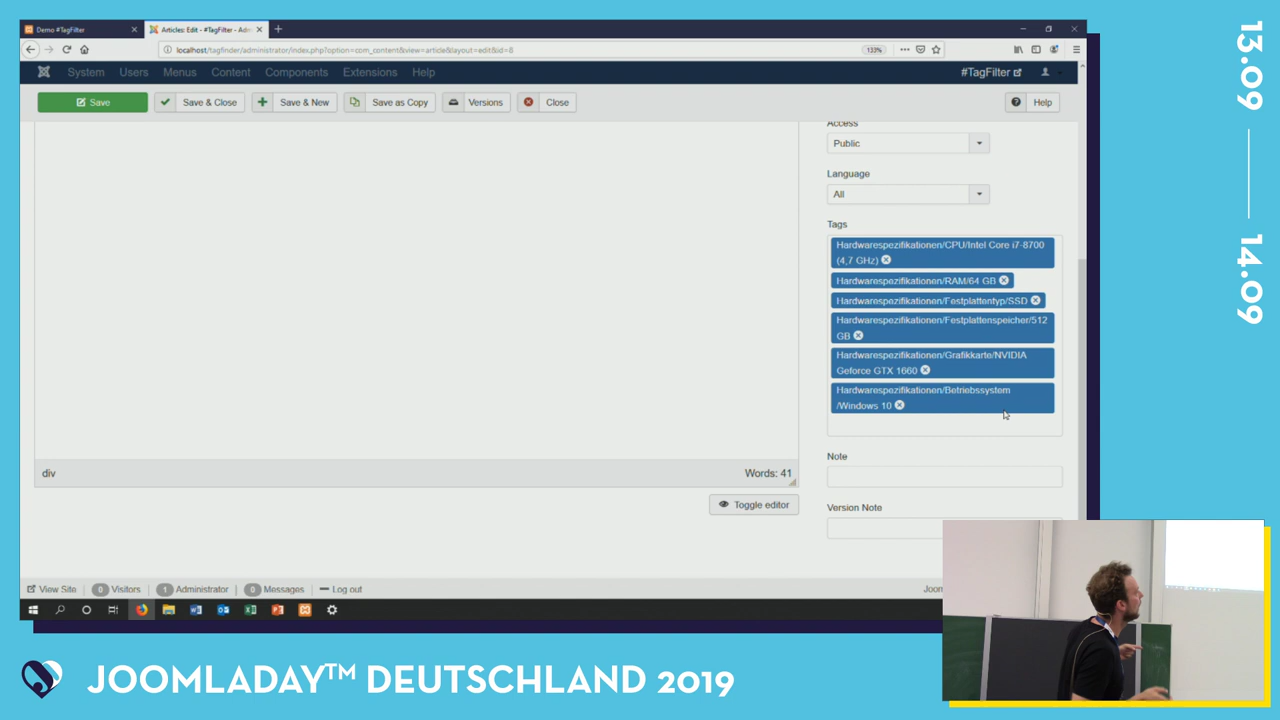 Demo #TagFilter
Articles: Edit - #TagFilter - Adm
localhost/tagfinder/administrator/index.php?option=com_content&view=article&layout=edit&id=8
133%
System Users Menus Content Components Extensions Help
#TagFilter
Save
Save & Close
Save & New
Save as Copy
Versions
Close
Help
Access
Public
Language
All
Tags
Hardwarespezifikationen/CPU/Intel Core i7-8700
(4,7 GHz)
Hardwarespezifikationen/RAM/64 GB
Hardwarespezifikationen/Festplattentyp/SSD
Hardwarespezifikationen/Festplattenspeicher/512
GB
Hardwarespezifikationen/Grafikkarte/NVIDIA
Geforce GTX 1660
Hardwarespezifikationen/Betriebssystem
/Windows 10
div
Words: 41
Note
Toggle editor
Version Note
View Site
0 Visitors
1 Administrator
0 Messages
Log out
Joom
13.09
14.09
JOOMLADAY™ DEUTSCHLAND 2019